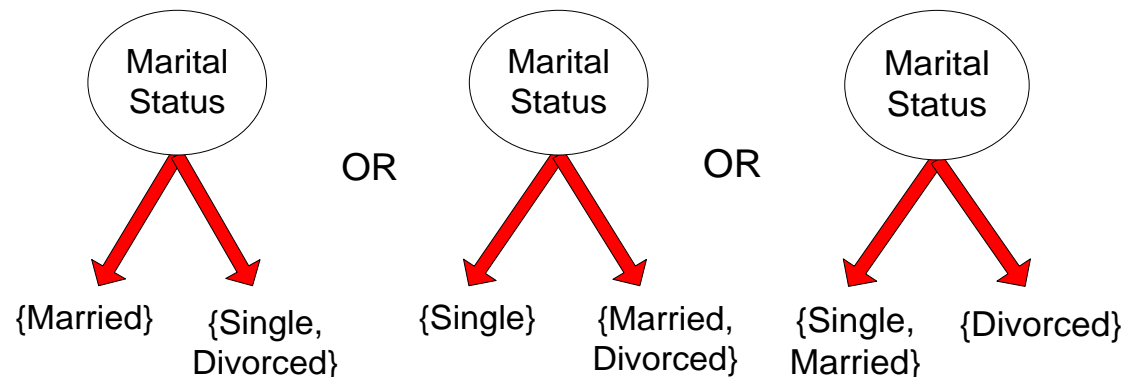 Marital
Status
Marital
Status
Marital
Status
OR
OR
{Married}
{Single,
Divorced}
{Single}
{Married,
Divorced}
{Single,
Married}
{Divorced}